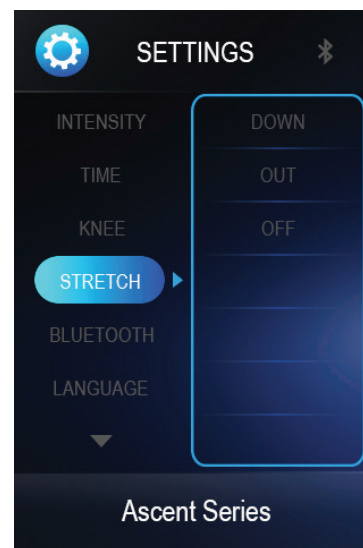 SETTINGS
INTENSITY
TIME
KNEE
STRETCH
BLUETOOTH
LANGUAGE
DOWN
OUT
OFF
Ascent Series